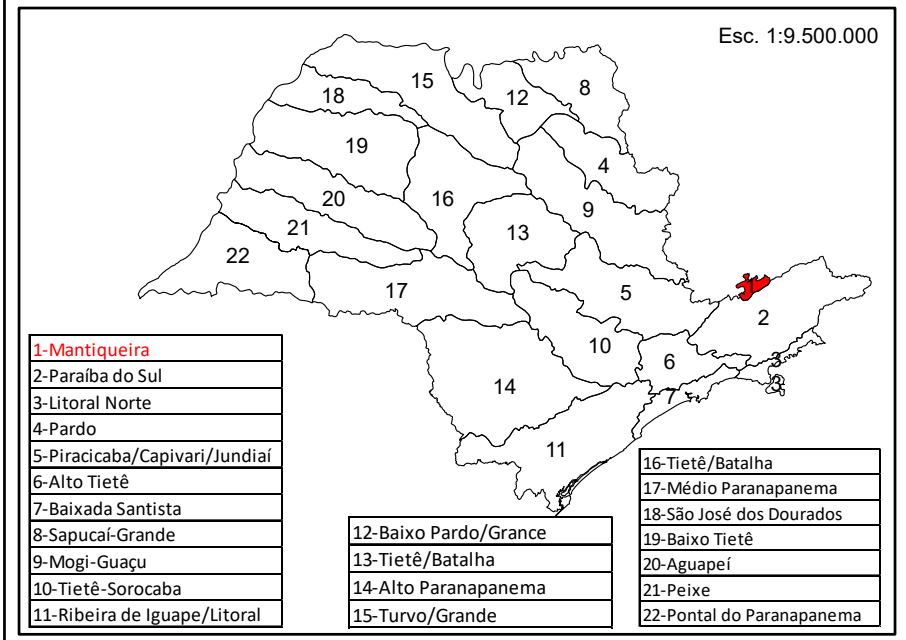 Esc. 1:9.500.000
15
8
18
12
19
4
20
16
9
21
13
22
17
5
1
2
10
6
3
14
3
7
11
1-Mantiqueira
2-Paraíba do Sul
3-Litoral Norte
4-Pardo
5-Piracicaba/Capivari/Jundiaí
6-Alto Tietê
7-Baixada Santista
8-Sapucaí-Grande
9-Mogi-Guaçu
10-Tietê-Sorocaba
11-Ribeira de Iguape/Litoral
12-Baixo Pardo/Grance
13-Tietê/Batalha
14-Alto Paranapanema
15-Turvo/Grande
16-Tietê/Batalha
17-Médio Paranapanema
18-São José dos Dourados
19-Baixo Tietê
20-Aguapeí
21-Peixe
22-Pontal do Paranapanema